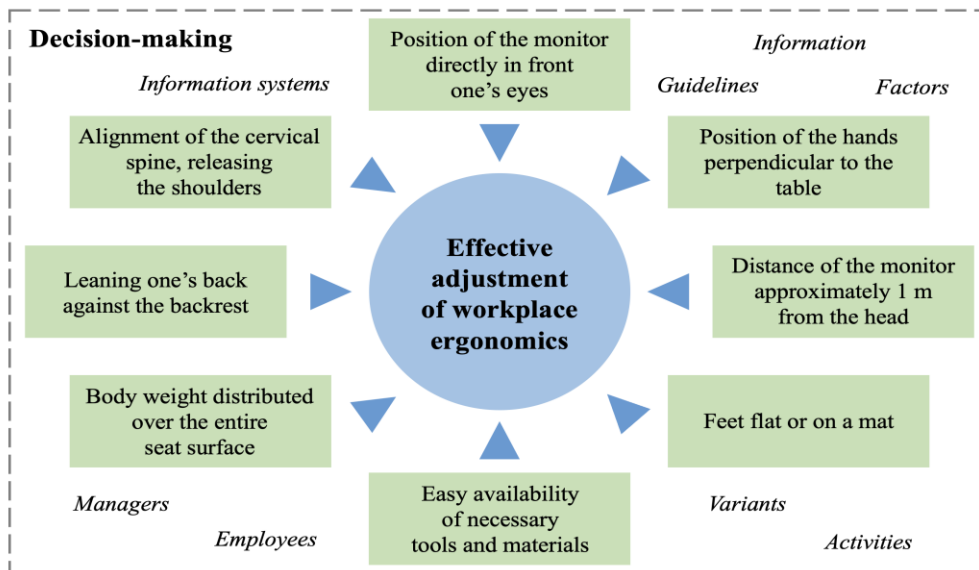 Decision-making
Position of the monitor
directly in front
one's eyes
Information
Information systems
Guidelines
Factors
Alignment of the cervical
spine, releasing
the shoulders
Position of the hands
perpendicular to the
table
Effective
adjustment
of workplace
ergonomics
Leaning one's back
against the backrest
Distance of the monitor
approximately 1 m
from the head
Body weight distributed
over the entire
seat surface
Feet flat or on a mat
Easy availability
of necessary
tools and materials
Managers
Employees
Variants
Activities